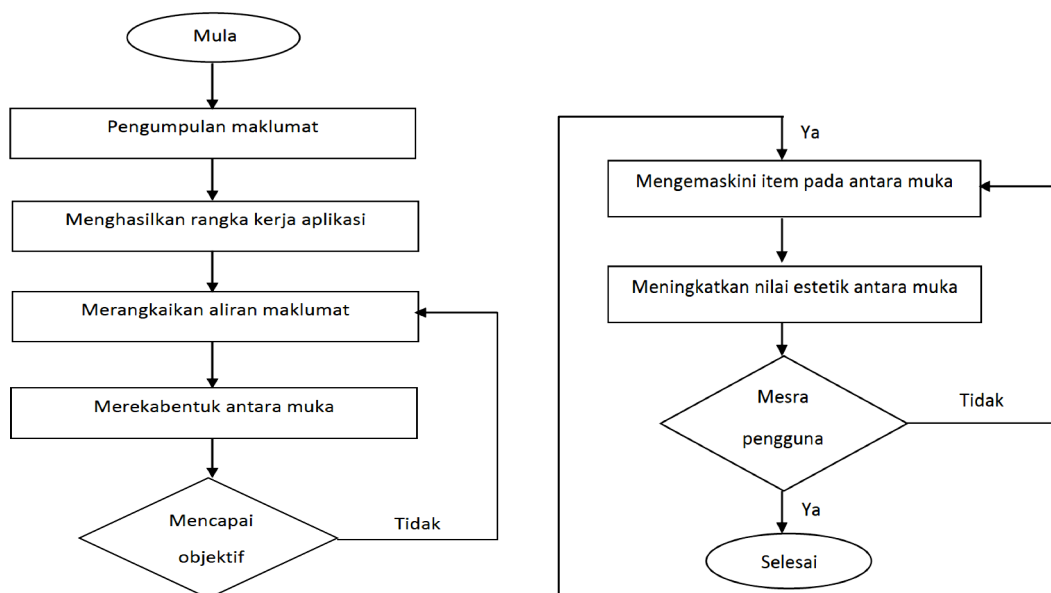 Mula
Pengumpulan maklumat
Menghasilkan rangka kerja aplikasi
Merangkaikan aliran maklumat
Merekabentuk antara muka
Mencapai
objektif
Tidak
Ya
Mengemaskini item pada antara muka
Meningkatkan nilai estetik antara muka
Mesra
pengguna
Tidak
Ya
Selesai